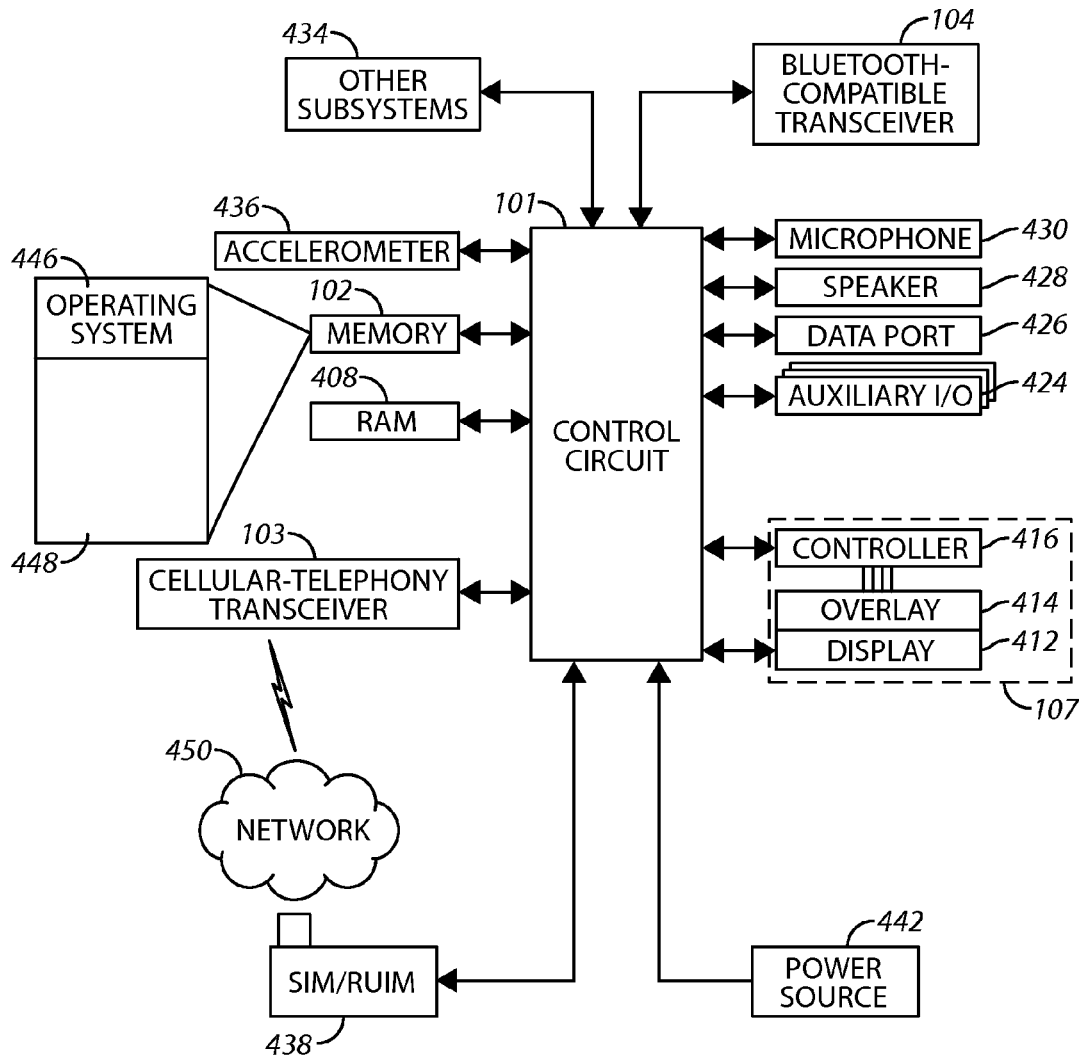 434
OTHER
SUBSYSTEMS
104
BLUETOOTH-
COMPATIBLE
TRANSCEIVER
101
436
ACCELEROMETER
446
OPERATING
SYSTEM
448
102
MEMORY
408
RAM
103
CELLULAR-TELEPHONY
TRANSCEIVER
CONTROL
CIRCUIT
MICROPHONE
430
SPEAKER
428
DATA PORT
426
AUXILIARY I/O
424
CONTROLLER
416
OVERLAY
414
DISPLAY
412
107
450
NETWORK
SIM/RUIM
438
442
POWER
SOURCE